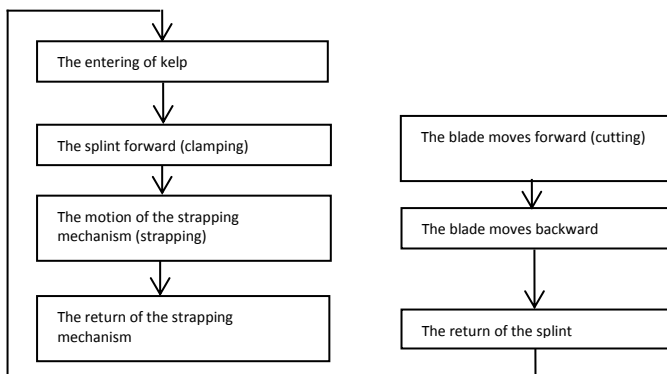 The entering of kelp
The splint forward (clamping)
The motion of the strapping
mechanism (strapping)
The return of the strapping
mechanism
The blade moves forward (cutting)
The blade moves backward
The return of the splint